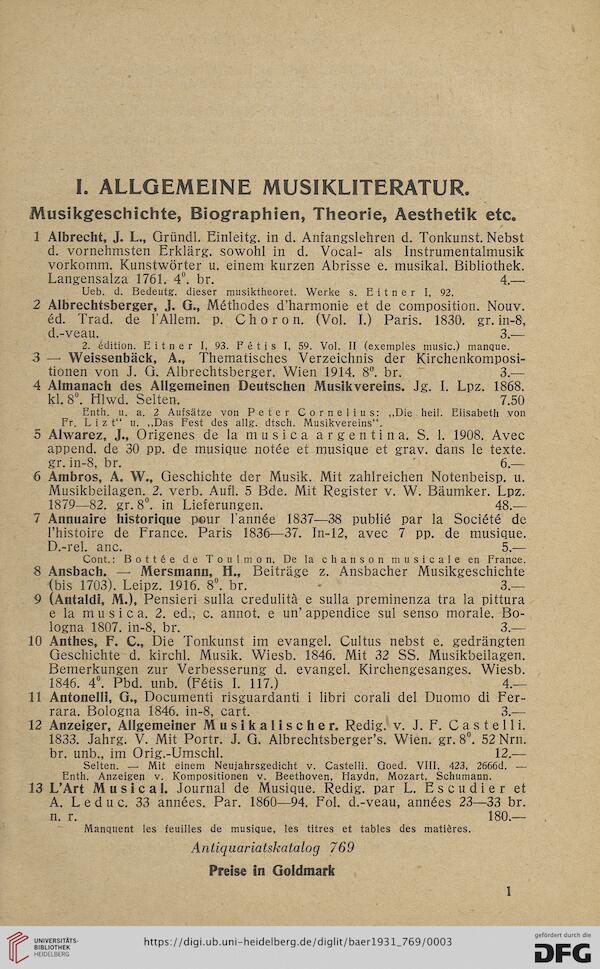 I. ALLGEMEINE MUSIKLITERATUR.
Musikgeschichte, Biographien, Theorie, Aesthetik etc.
1 Albrecht, J. L., Gründl. Einleitg. in d. Anfangslehren d. Tonkunst. Nebst
d. vornehmsten Erklärg. sowohl in d. Vocal- als Instrumentalmusik
vorkomm. Kunstwörter u. einem kurzen Abrisse e. musikal. Bibliothek.
Langensalza 1761. 4°. br. 4.—
Ueb. d. Bedeutg. dieser musiktheoret. Werke s. Eitner I, 92.
2 Albrechtsberger, J. G., Méthodes d'harmonie et de composition. Nouv.
éd. Trad. de l'Allem. p. Choron. (Vol. I.) Paris. 1830. gr. in-8,
d.-veau. 3.—
2. édition. Eitner I, 93. Fétis I, 59. Vol. II (exemples music.) manque.
3 — Weissenbäck, A., Thematisches Verzeichnis der Kirchenkomposi-
tionen von J. G. Albrechtsberger. Wien 1914. 8°. br. 3.—
4 Almanach des Allgemeinen Deutschen Musikvereins. Jg. I. Lpz. 1868.
kl. 8°. Hlwd. Selten. 7.50
Enth. u. a. 2 Aufsätze von Peter Cornelius: „Die heil. Elisabeth von
Fr. Lizt" u. „Das Fest des allg. dtsch. Musikvereins".
5 Alwarez, J., Origenes de la musica argentina. S. l. 1908. Avec
append. de 30 pp. de musique notée et musique et grav. dans le texte.
gr. in-8, br. 6.—
6 Ambros, A. W., Geschichte der Musik. Mit zahlreichen Notenbeisp. u.
Musikbeilagen. 2. verb. Aufl. 5 Bde. Mit Register v. W. Bäumker. Lpz.
1879—82. gr. 8°. in Lieferungen. 48.—
7 Annuaire historique pour l'année 1837—38 publié par la Société de
l'histoire de France. Paris 1836—37. In-12, avec 7 pp. de musique.
D.-rel. anc. 5.—
Cont.: Bottée de Toulmon, De la chanson musicale en France.
8 Ansbach. — Mersmann, H., Beiträge z. Ansbacher Musikgeschichte
(bis 1703). Leipz. 1916. 8°. br. 3.—
9 (Antaldi, M.), Pensieri sulla credulità e sulla preminenza tra la pittura
e la musica. 2. ed., c. annot. e un' appendice sul senso morale. Bo-
logna 1807. in-8, br. 3.—
10 Anthes, F. C., Die Tonkunst im evangel. Cultus nebst e. gedrängten
Geschichte d. kirchl. Musik. Wiesb. 1846. Mit 32 SS. Musikbeilagen.
Bemerkungen zur Verbesserung d. evangel. Kirchengesanges. Wiesb.
1846. 4°. Pbd. unb. (Fétis I. 117.) 4.—
11 Antonelli, G., Documenti risguardanti i libri corali del Duomo di Fer-
rara. Bologna 1846. in-8, cart. 3.—
12 Anzeiger, Allgemeiner Musikalischer. Redig. v. J. F. Castelli.
1833. Jahrg. V. Mit Portr. J. G. Albrechtsberger's. Wien. gr. 8°. 52 Nrn.
br. unb., im Orig.-Umschl. 12.—
Selten. — Mit einem Neujahrsgedicht v. Castelli. Goed. VIII, 423, 2666d. —
Enth. Anzeigen v. Kompositionen v. Beethoven, Haydn, Mozart, Schumann.
13 L'Art Musical. Journal de Musique. Redig. par L. Escudier et
A. Leduc. 33 années. Par. 1860—94. Fol. d.-veau, années 23—33 br.
n. r. 180.—
Manquent les feuilles de musique, les titres et tables des matières.
Antiquariatskatalog 769
Preise in Goldmark
1
UNIVERSITÄTS-
BIBLIOTHEK
HEIDELBERG
https://digi.ub.uni-heidelberg.de/diglit/baer1931_769/0003
gefördert durch die
DFG